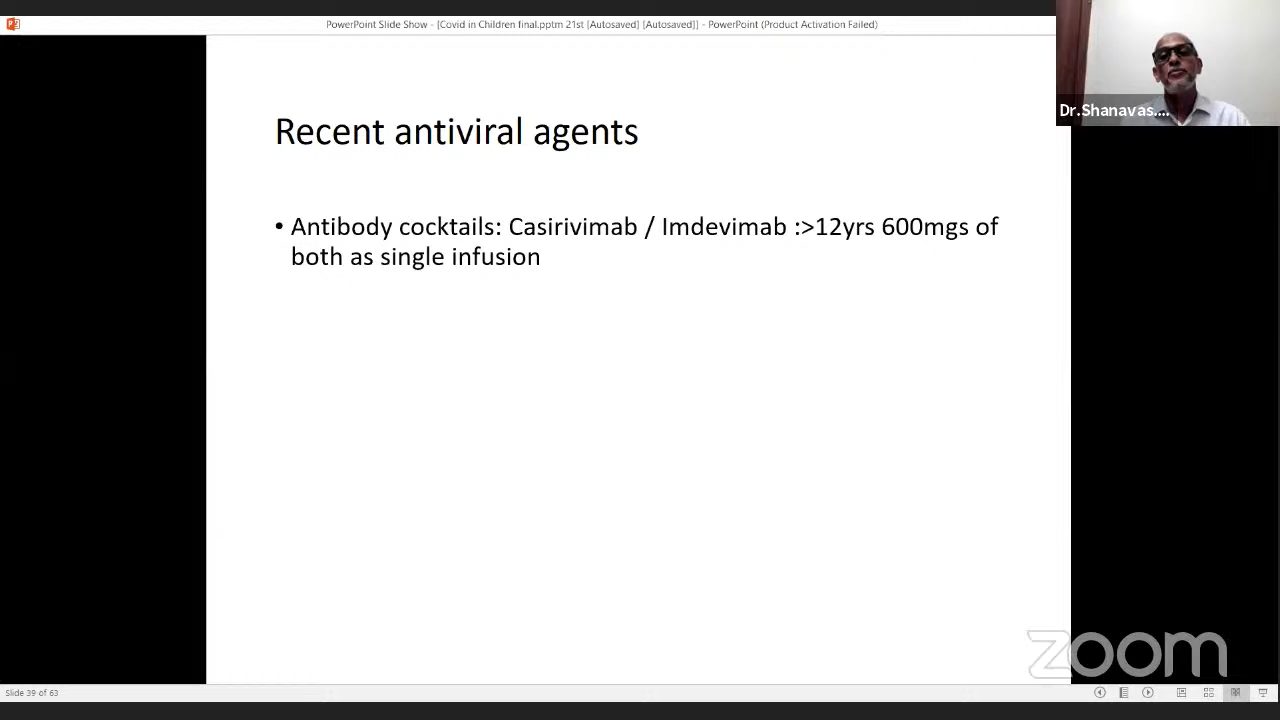 PowerPoint Slide Show - [Covid in Children final.pptm 21st [Autosaved] [Autosaved]] - PowerPoint (Product Activation Failed)
Dr.Shanavas....
Recent antiviral agents
• Antibody cocktails: Casirivimab / Imdevimab :>12yrs 600mgs of
both as single infusion
zoom
Slide 39 of 63